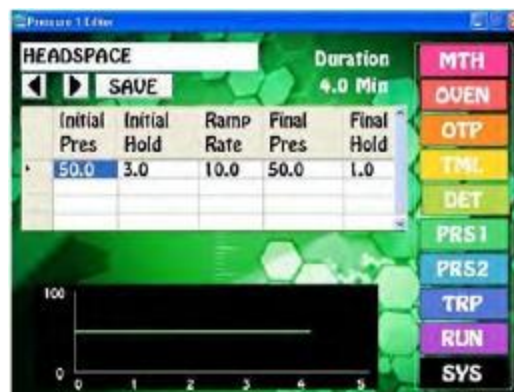 Pressure 1 Editor
HEADSPACE
Duration
◀ ▶ SAVE
4.0 Min
Initial Pres Initial Hold Ramp Rate Final Pres Final Hold
50.0 3.0 10.0 50.0 1.0
100
0
0 1 2 3 4 5
MTH
OVEN
OTP
TML
DET
PRS1
PRS2
TRP
RUN
SYS